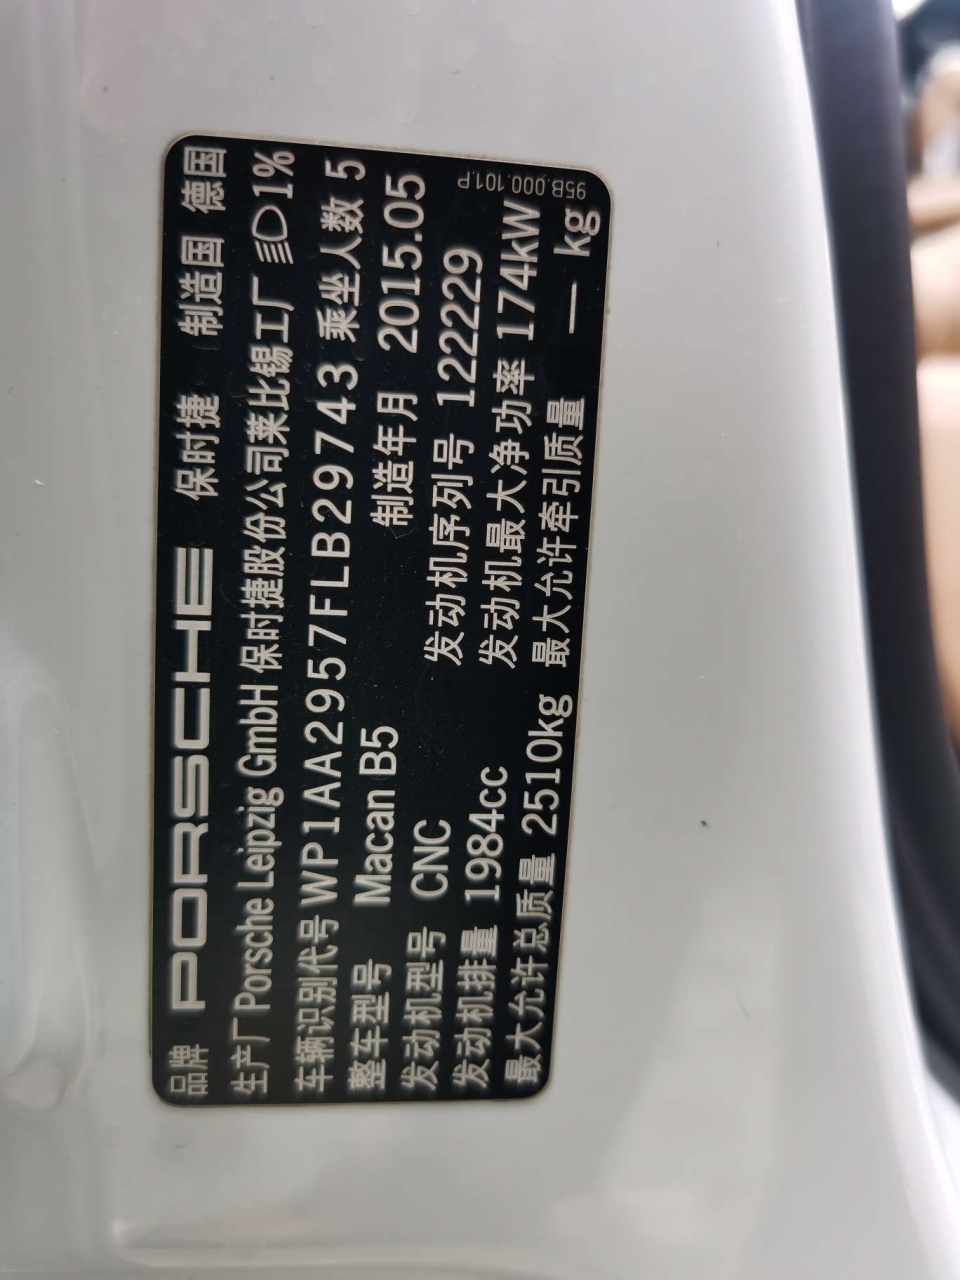 品牌 PORSCHE 保时捷 制造国 德国
生产厂 Porsche Leipzig GmbH 保时捷股份公司莱比锡工厂 1%
车辆识别代号 WP1AA2957FLB29743 乘坐人数 5
整车型号 Macan B5 制造年月 2015.05
发动机型号 CNC 发动机序列号 122229
发动机排量 1984cc 发动机最大净功率 174kW
最大允许总质量 2510kg 最大允许牵引质量 — kg
95B.000.101.P